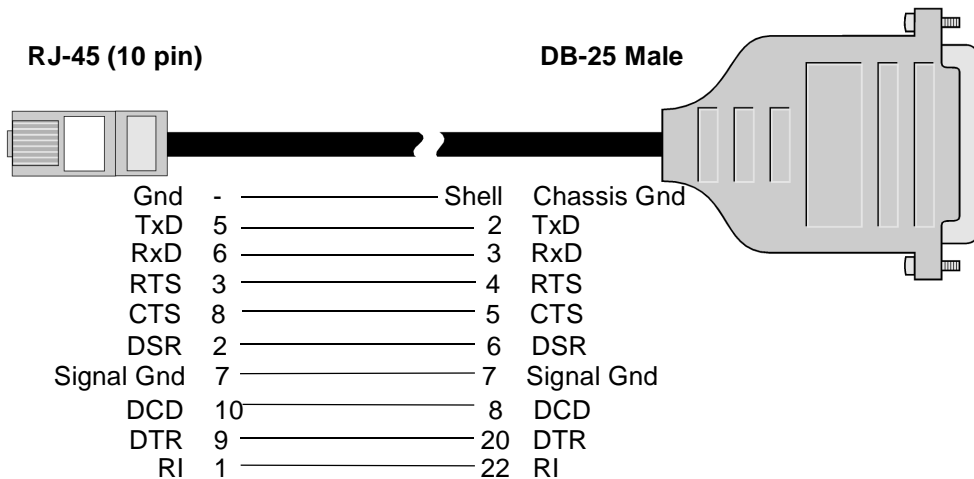 RJ-45 (10 pin) DB-25 Male
Gnd - Shell Chassis Gnd
TxD 5 2 TxD
RxD 6 3 RxD
RTS 3 4 RTS
CTS 8 5 CTS
DSR 2 6 DSR
Signal Gnd 7 7 Signal Gnd
DCD 10 8 DCD
DTR 9 20 DTR
RI 1 22 RI